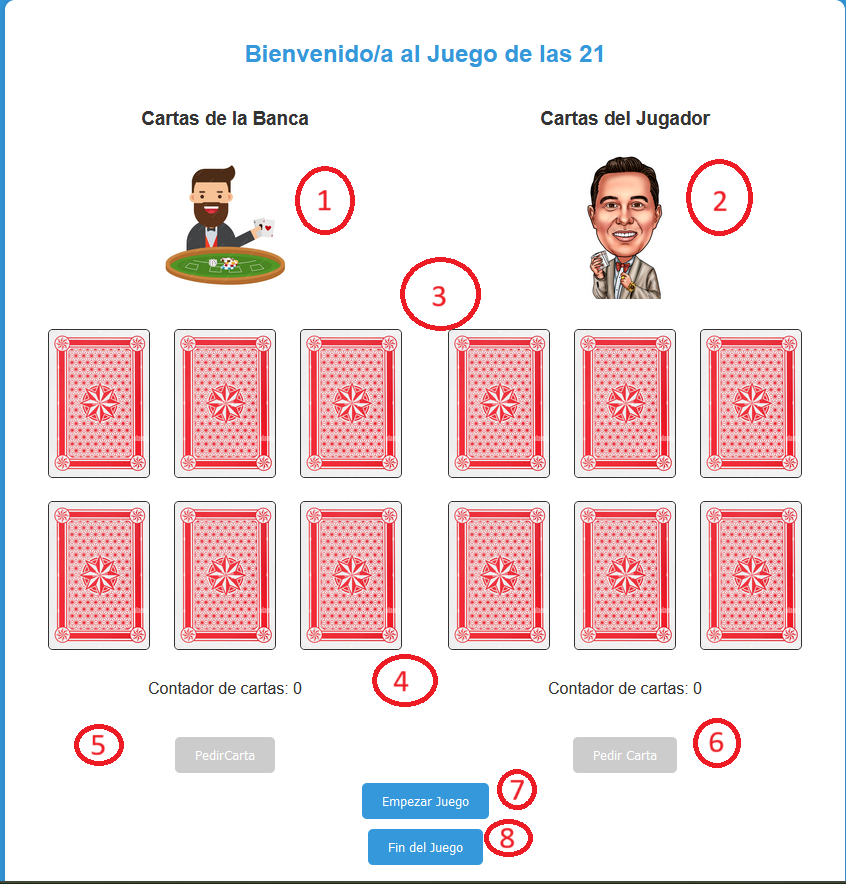 Bienvenido/a al Juego de las 21
Cartas de la Banca
Cartas del Jugador
1
2
3
4
Contador de cartas: 0
Contador de cartas: 0
5
PedirCarta
Pedir Carta
6
Empezar Juego
7
Fin del Juego
8